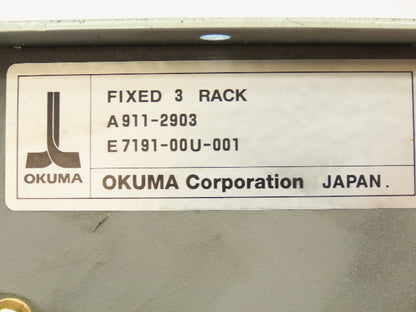 FIXED 3 RACK
A911-2903
E7191-00U-001
OKUMA
OKUMA Corporation JAPAN.